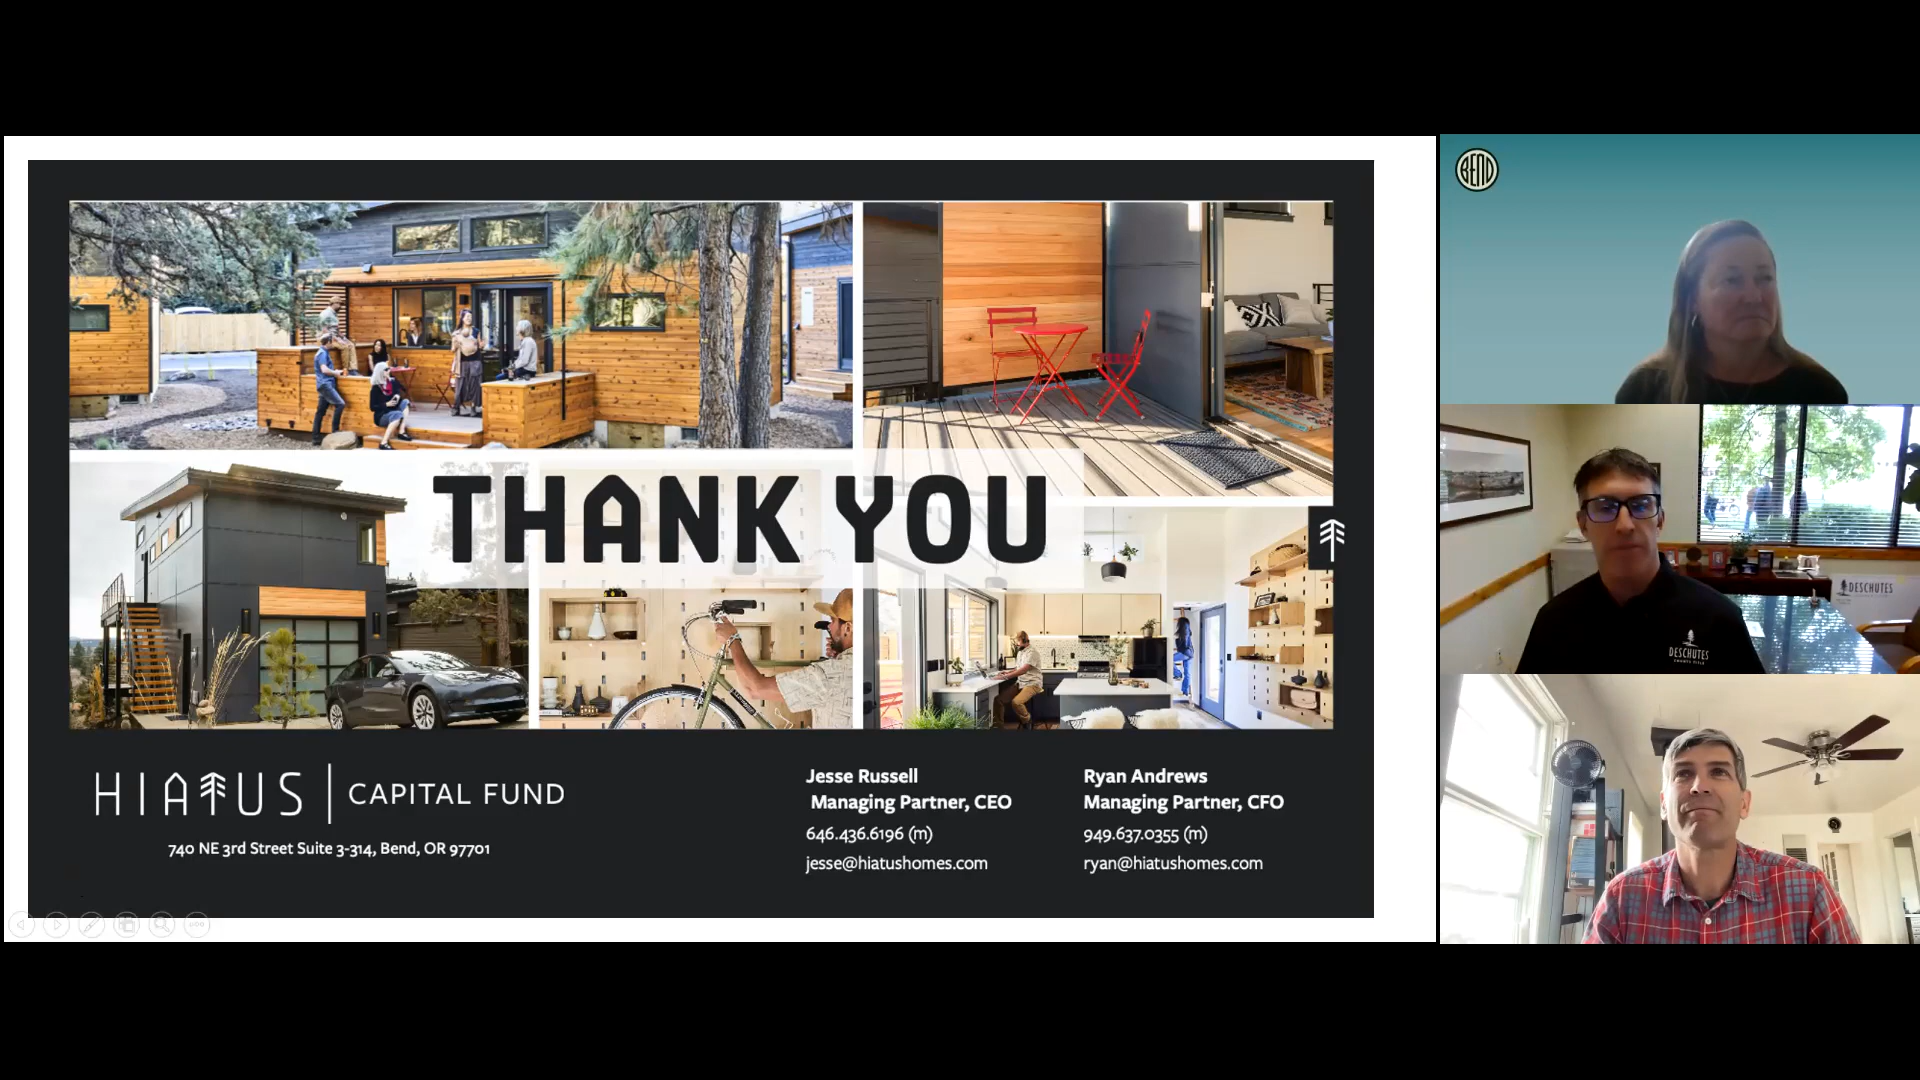 THANK YOU
HIATUS | CAPITAL FUND
740 NE 3rd Street Suite 3-314, Bend, OR 97701
Jesse Russell
Managing Partner, CEO
646.436.6196 (m)
jesse@hiatushomes.com
Ryan Andrews
Managing Partner, CFO
949.637.0355 (m)
ryan@hiatushomes.com
BEND
DESCHUTES
DESCHUTES